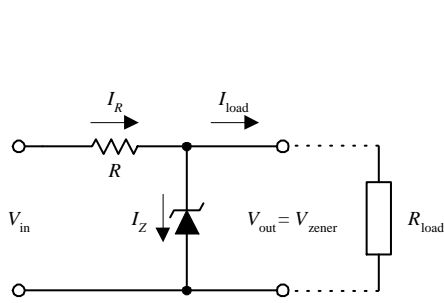 I_R
I_load
R
V_in
I_Z
V_out = V_zener
R_load